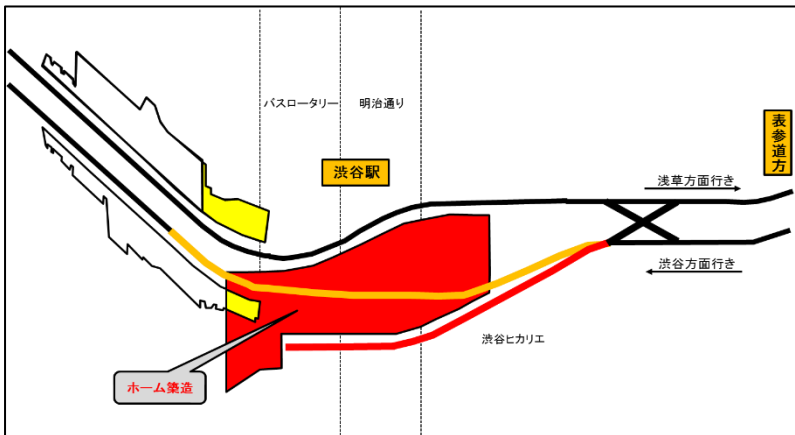 バスロータリー
明治通り
渋谷駅
表参道方
浅草方面行き
渋谷方面行き
渋谷ヒカリエ
ホーム築造